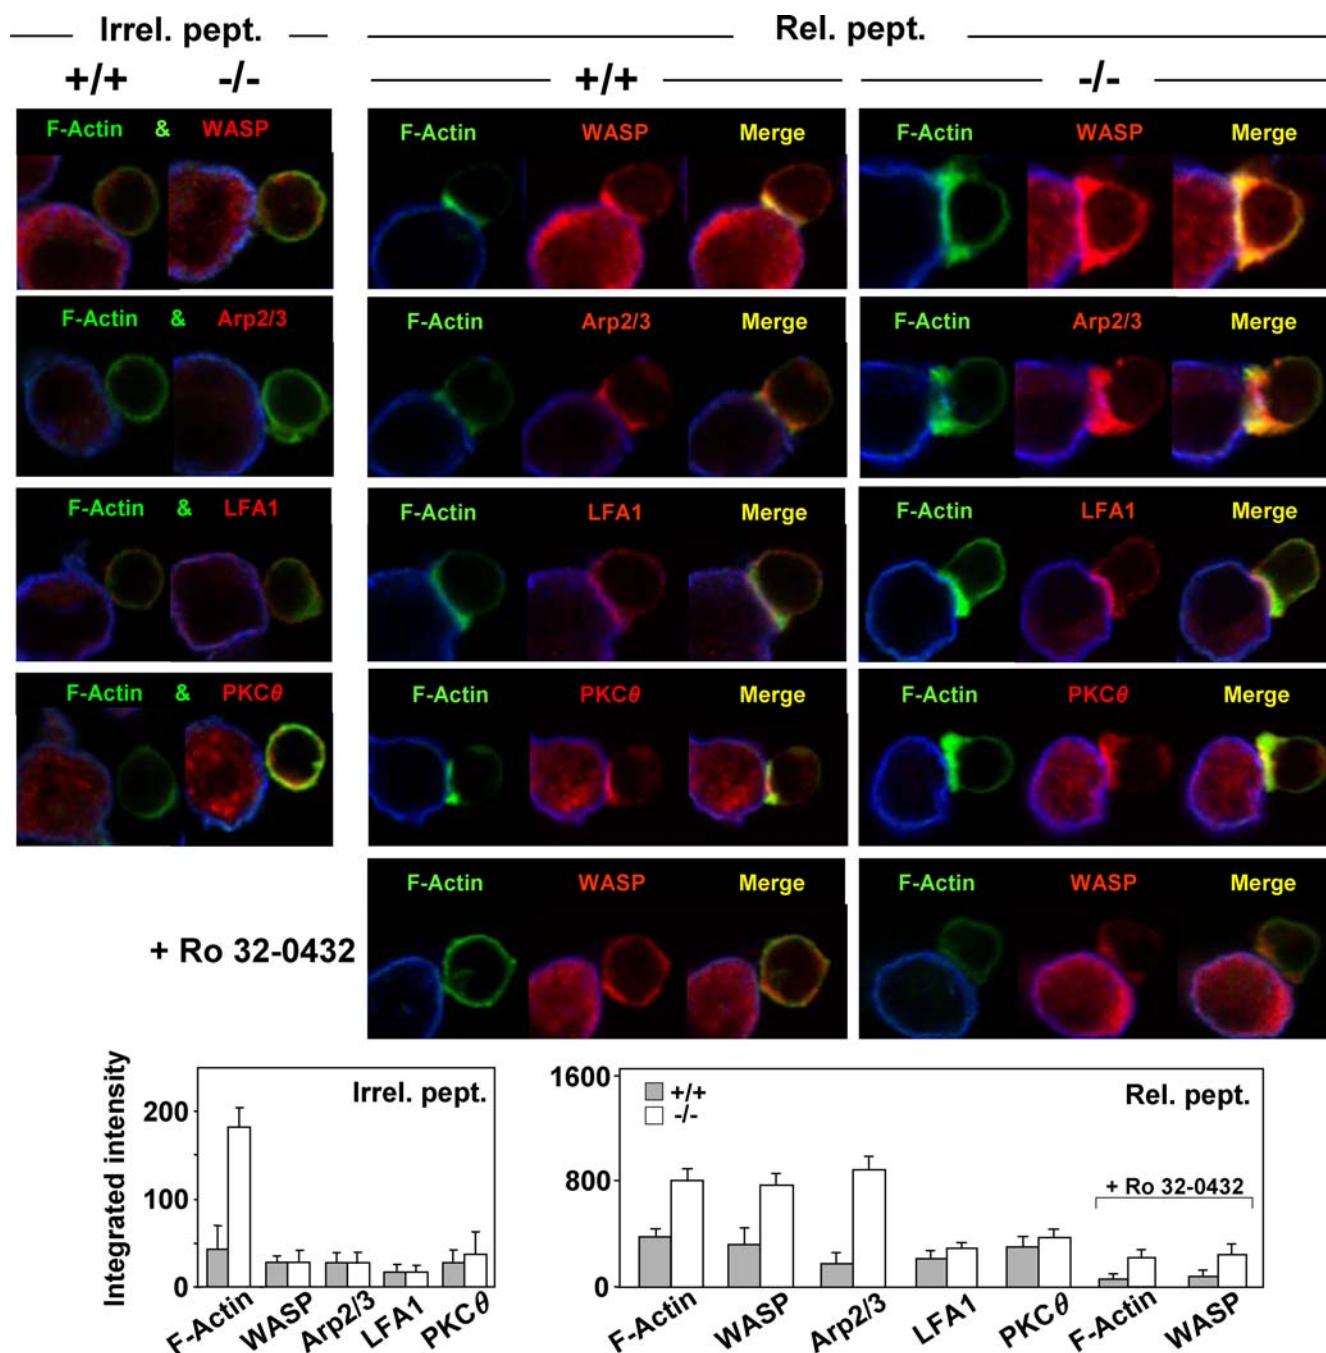 Irrel. pept. Rel. pept.
+/+ -/- +/+ -/-
F-Actin & WASP F-Actin WASP Merge F-Actin WASP Merge
F-Actin & Arp2/3 F-Actin Arp2/3 Merge F-Actin Arp2/3 Merge
F-Actin & LFA1 F-Actin LFA1 Merge F-Actin LFA1 Merge
F-Actin & PKCθ F-Actin PKCθ Merge F-Actin PKCθ Merge
F-Actin WASP Merge F-Actin WASP Merge
+ Ro 32-0432
Integrated intensity
Irrel. pept.
200
100
0
F-Actin WASP Arp2/3 LFA1 PKCθ
1600
800
0
+/+
-/-
Rel. pept.
+ Ro 32-0432
F-Actin WASP Arp2/3 LFA1 PKCθ F-Actin WASP